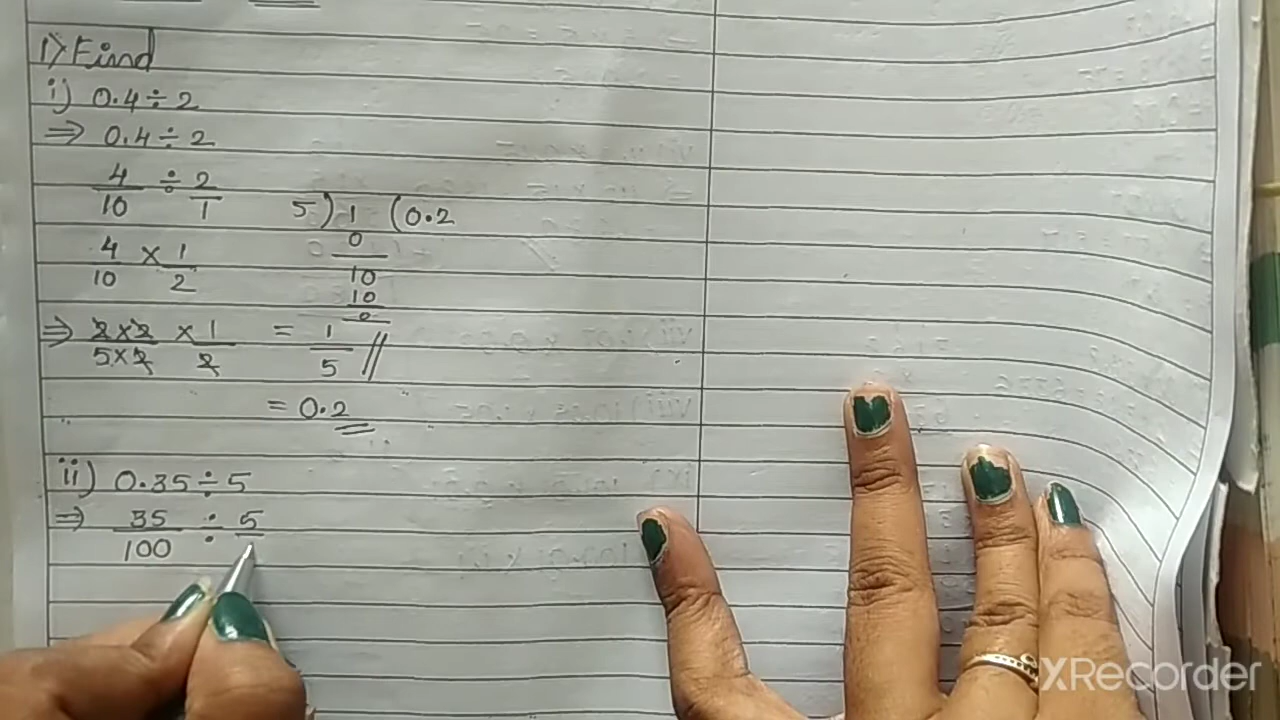 1) Find
i) 0.4 ÷ 2
⇒ 0.4 ÷ 2
4/10 ÷ 2/1
5) 1 (0.2
0
10
10
0
4/10 × 1/2
⇒ 2×2/5×2 × 1/2 = 1/5 //
= 0.2
ii) 0.35 ÷ 5
⇒ 35/100 ÷ 5
XRecorder